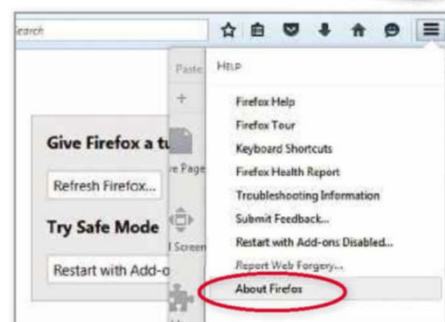 Search
Paste
HELP
Firefox Help
Firefox Tour
Keyboard Shortcuts
Firefox Health Report
Troubleshooting Information
Submit Feedback...
Restart with Add-ons Disabled...
Report Web Forgery...
About Firefox
Give Firefox a tu
Refresh Firefox...
ve Page
Try Safe Mode
l Screen
Restart with Add-o